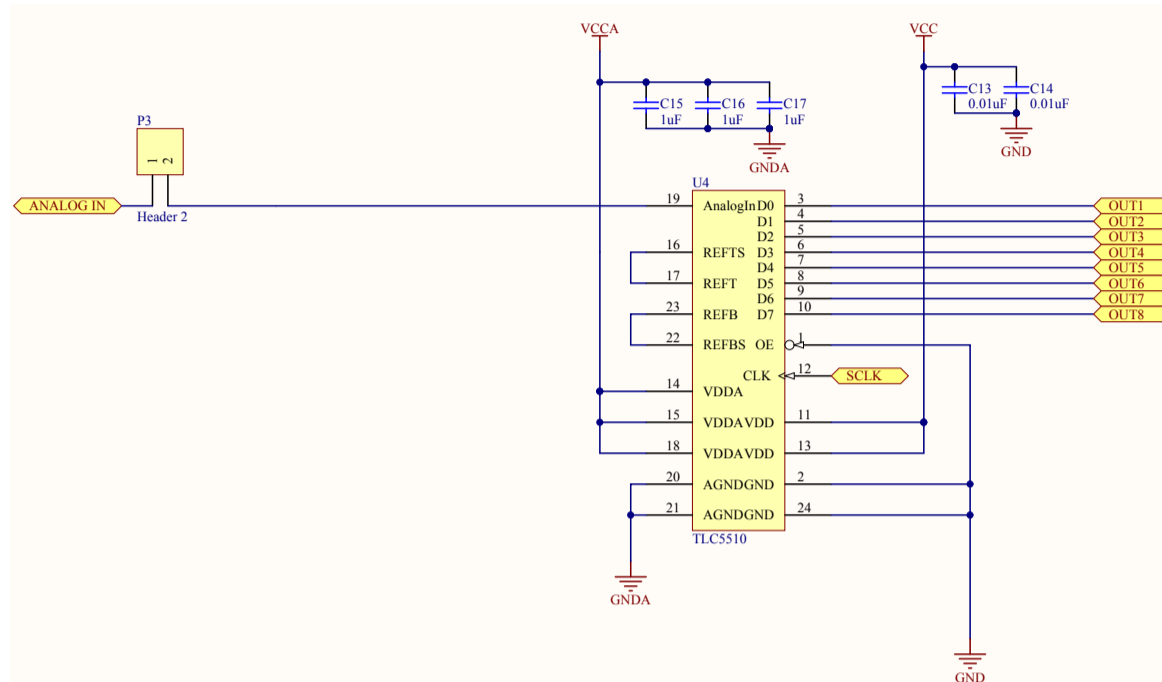 VCCA
VCC
C15
1uF
C16
1uF
C17
1uF
C13
0.01uF
C14
0.01uF
GNDA
GND
P3
1
2
Header 2
ANALOG IN
U4
19 AnalogIn D0 3 OUT1
D1 4 OUT2
D2 5 OUT3
16 REFTS D3 6 OUT4
D4 7 OUT5
17 REFT D5 8 OUT6
D6 9 OUT7
23 REFB D7 10 OUT8
22 REFBS OE 1
CLK 12 SCLK
14 VDDA
15 VDDA VDD 11
18 VDDA VDD 13
20 AGND GND 2
21 AGND GND 24
TLC5510
GNDA
GND